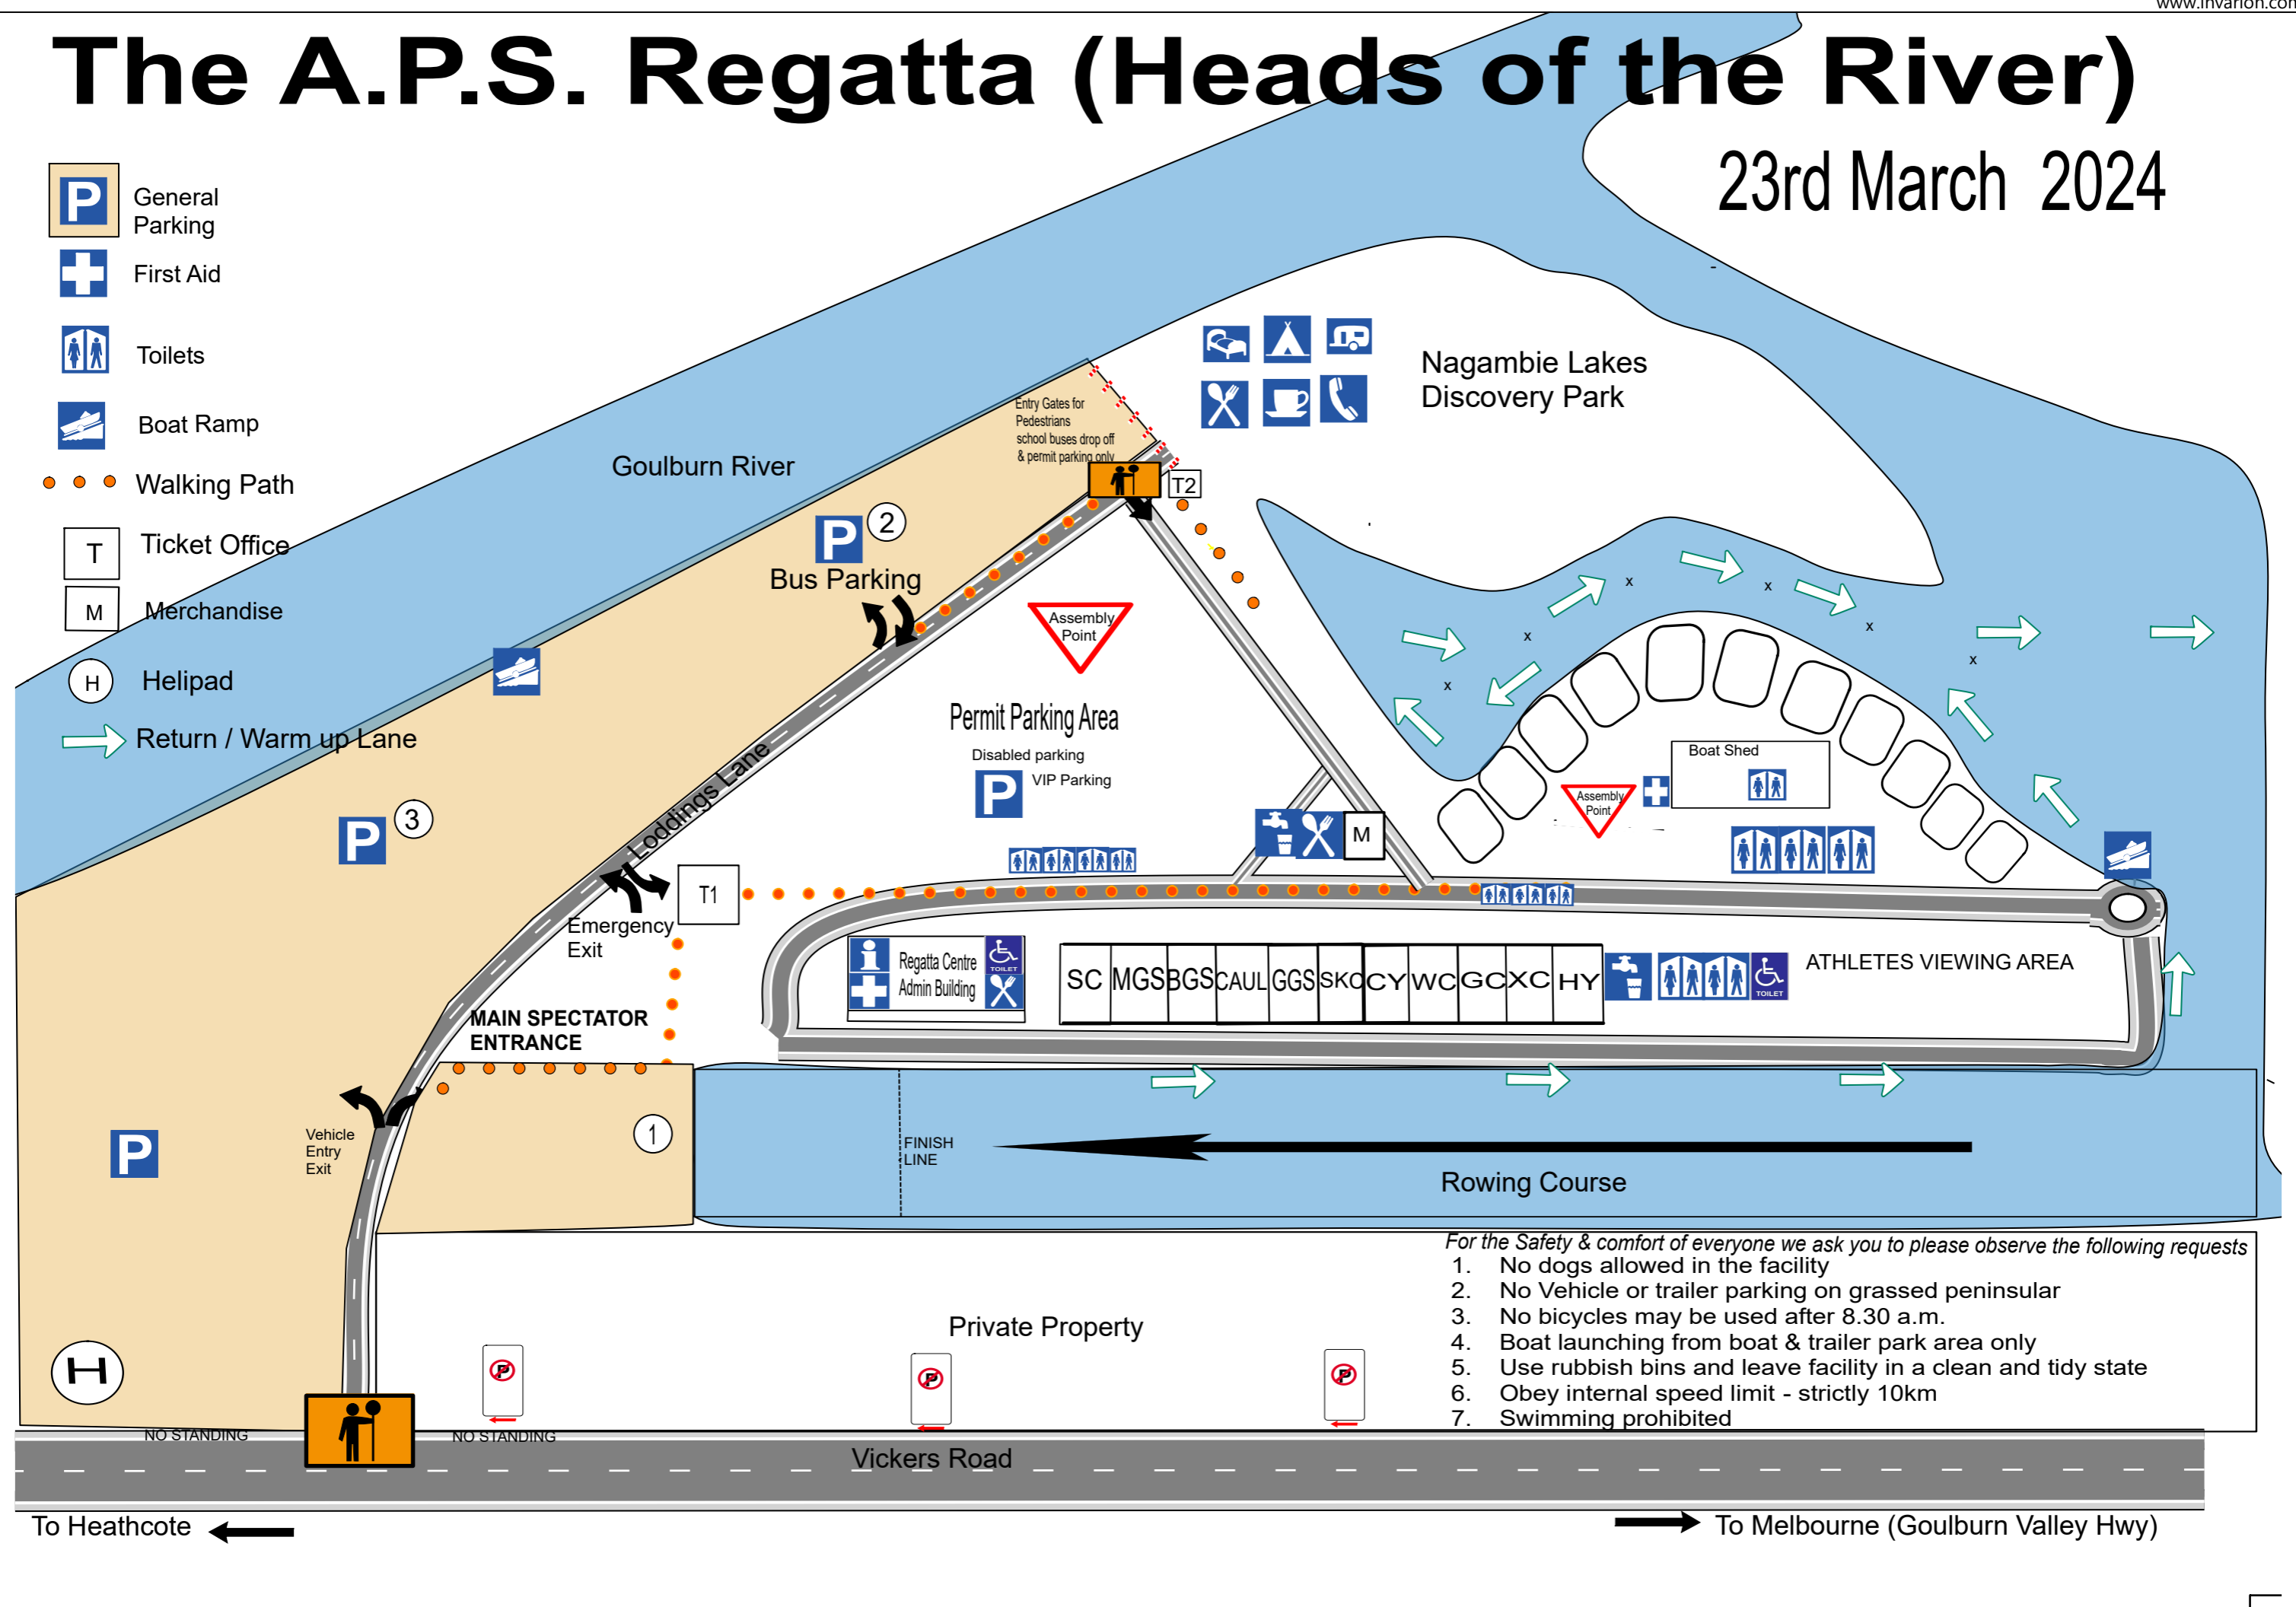 www.invarion.com
The A.P.S. Regatta (Heads of the River)
23rd March 2024
P
General
Parking
First Aid
Toilets
Boat Ramp
Walking Path
T
Ticket Office
M
Merchandise
H
Helipad
Return / Warm up Lane
Goulburn River
Entry Gates for
Pedestrians
school buses drop off
& permit parking only
T2
Nagambie Lakes
Discovery Park
P
2
Bus Parking
Assembly
Point
Permit Parking Area
Disabled parking
P
VIP Parking
Loddings Lane
P
3
x
x
x
x
x
x
Boat Shed
Assembly
Point
M
T1
Emergency
Exit
i
Regatta Centre
Admin Building
TOILET
SC
MGS
BGS
CAUL
GGS
SKC
CY
WC
GC
XC
HY
TOILET
ATHLETES VIEWING AREA
MAIN SPECTATOR
ENTRANCE
P
Vehicle
Entry
Exit
1
FINISH
LINE
Rowing Course
For the Safety & comfort of everyone we ask you to please observe the following requests
1. No dogs allowed in the facility
2. No Vehicle or trailer parking on grassed peninsular
3. No bicycles may be used after 8.30 a.m.
4. Boat launching from boat & trailer park area only
5. Use rubbish bins and leave facility in a clean and tidy state
6. Obey internal speed limit - strictly 10km
7. Swimming prohibited
Private Property
H
P
P
P
NO STANDING
NO STANDING
Vickers Road
To Heathcote
To Melbourne (Goulburn Valley Hwy)